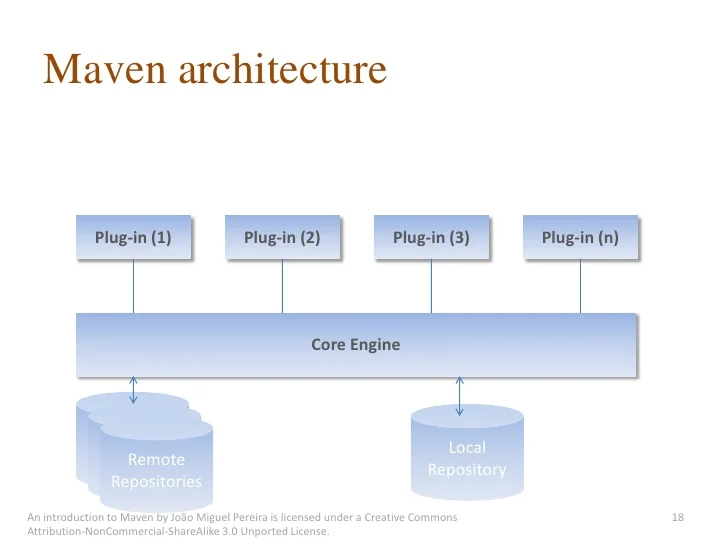 Maven architecture
Plug-in (1)
Plug-in (2)
Plug-in (3)
Plug-in (n)
Core Engine
Remote
Repositories
Local
Repository
An introduction to Maven by João Miguel Pereira is licensed under a Creative Commons
Attribution-NonCommercial-ShareAlike 3.0 Unported License.
18